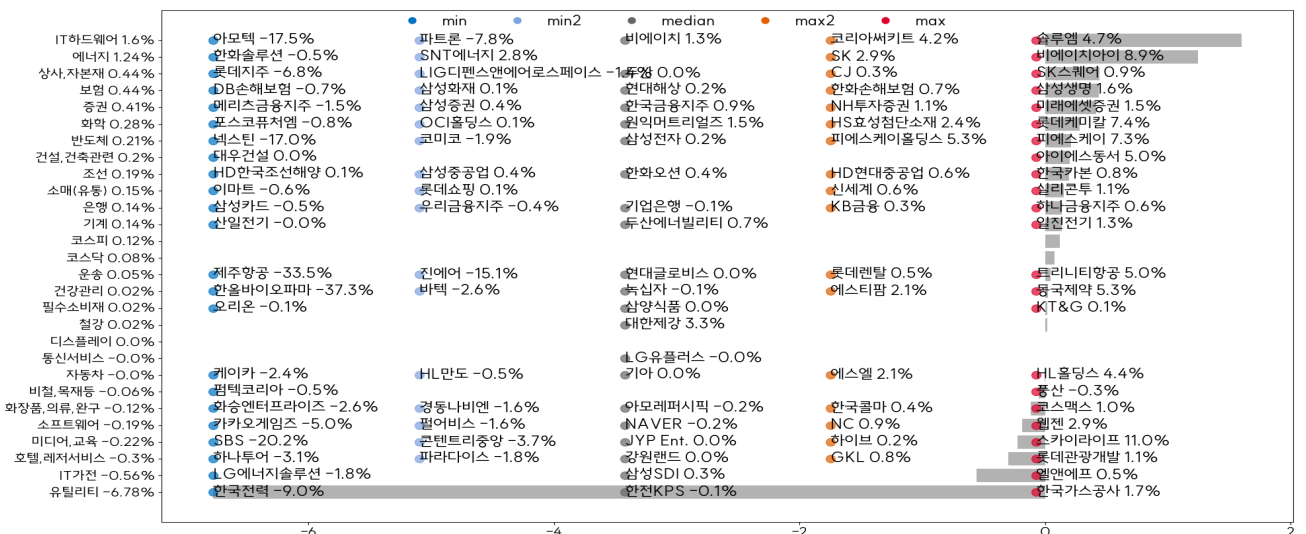 min min2 median max2 max
IT하드웨어 1.6% 아모텍 −17.5% 파트론 −7.8% 비에이치 1.3% 코리아써키트 4.2% 솔루엠 4.7%
에너지 1.24% 한화솔루션 −0.5% SNT에너지 2.8% SK 2.9% 비에이치아이 8.9%
상사,자본재 0.44% 롯데지주 −6.8% LIG디펜스앤에어로스페이스 0.0% CJ 0.3% SK스퀘어 0.9%
보험 0.44% DB손해보험 −0.7% 삼성화재 0.1% 현대해상 0.2% 한화손해보험 0.7% 삼성생명 1.6%
증권 0.41% 메리츠금융지주 −1.5% 삼성증권 0.4% 한국금융지주 0.9% NH투자증권 1.1% 미래에셋증권 1.5%
화학 0.28% 포스코퓨처엠 −0.8% OCI홀딩스 0.1% 원익머트리얼즈 1.5% HS효성첨단소재 2.4% 롯데케미칼 7.4%
반도체 0.21% 넥스틴 −17.0% 코미코 −1.9% 삼성전자 0.2% 피에스케이홀딩스 5.3% 피에스케이 7.3%
건설,건축관련 0.2% 대우건설 0.0% 아이에스동서 5.0%
조선 0.19% HD한국조선해양 0.1% 삼성중공업 0.4% 한화오션 0.4% HD현대중공업 0.6% 한국카본 0.8%
소매(유통) 0.15% 이마트 −0.6% 롯데쇼핑 0.1% 신세계 0.6% 실리콘투 1.1%
은행 0.14% 삼성카드 −0.5% 우리금융지주 −0.4% 기업은행 −0.1% KB금융 0.3% 하나금융지주 0.6%
기계 0.14% 산일전기 −0.0% 두산에너빌리티 0.7% 일진전기 1.3%
코스피 0.12%
코스닥 0.08%
운송 0.05% 제주항공 −33.5% 진에어 −15.1% 현대글로비스 0.0% 롯데렌탈 0.5% 트리니티항공 5.0%
건강관리 0.02% 한올바이오파마 −37.3% 바텍 −2.6% 녹십자 −0.1% 에스티팜 2.1% 동국제약 5.3%
필수소비재 0.02% 오리온 −0.1% 삼양식품 0.0% KT&G 0.1%
철강 0.02% 대한제강 3.3%
디스플레이 0.0%
통신서비스 −0.0% LG유플러스 −0.0%
자동차 −0.0% 케이카 −2.4% HL만도 −0.5% 기아 0.0% 에스엘 2.1% HL홀딩스 4.4%
비철,목재등 −0.06% 펌텍코리아 −0.5% 풍산 −0.3%
화장품,의류,완구 −0.12% 화승엔터프라이즈 −2.6% 경동나비엔 −1.6% 아모레퍼시픽 −0.2% 한국콜마 0.4% 코스맥스 1.0%
소프트웨어 −0.19% 카카오게임즈 −5.0% 펄어비스 −1.6% NAVER −0.2% NC 0.9% 웹젠 2.9%
미디어,교육 −0.22% SBS −20.2% 콘텐트리중앙 −3.7% JYP Ent. 0.0% 하이브 0.2% 스카이라이프 11.0%
호텔,레저서비스 −0.3% 하나투어 −3.1% 파라다이스 −1.8% 강원랜드 0.0% GKL 0.8% 롯데관광개발 1.1%
IT가전 −0.56% LG에너지솔루션 −1.8% 삼성SDI 0.3% 엘앤에프 0.5%
유틸리티 −6.78% 한국전력 −9.0% 한전KPS −0.1% 한국가스공사 1.7%
−6 −4 −2 0 2